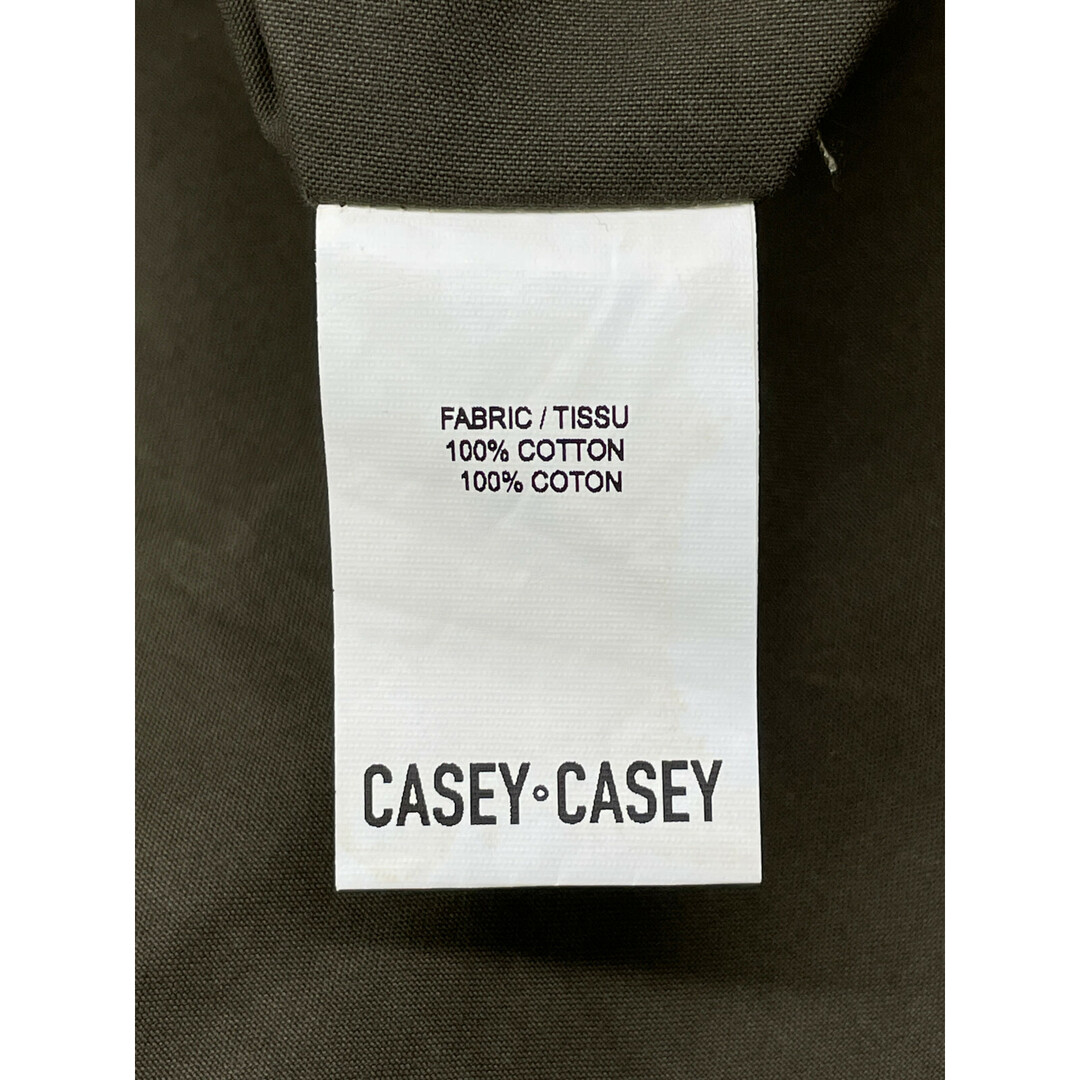 FABRIC / TISSU
100% COTTON
100% COTON
CASEY°CASEY